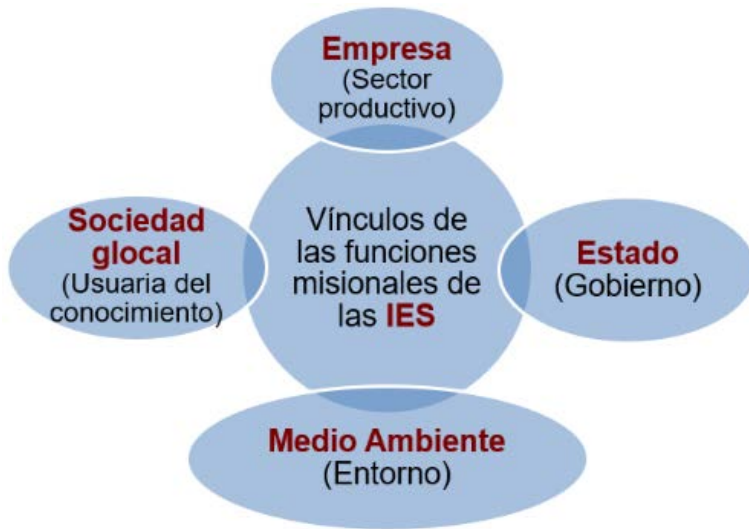 Empresa
(Sector
productivo)
Sociedad
glocal
(Usuaria del
conocimiento)
Vínculos de
las funciones
misionales de
las IES
Estado
(Gobierno)
Medio Ambiente
(Entorno)